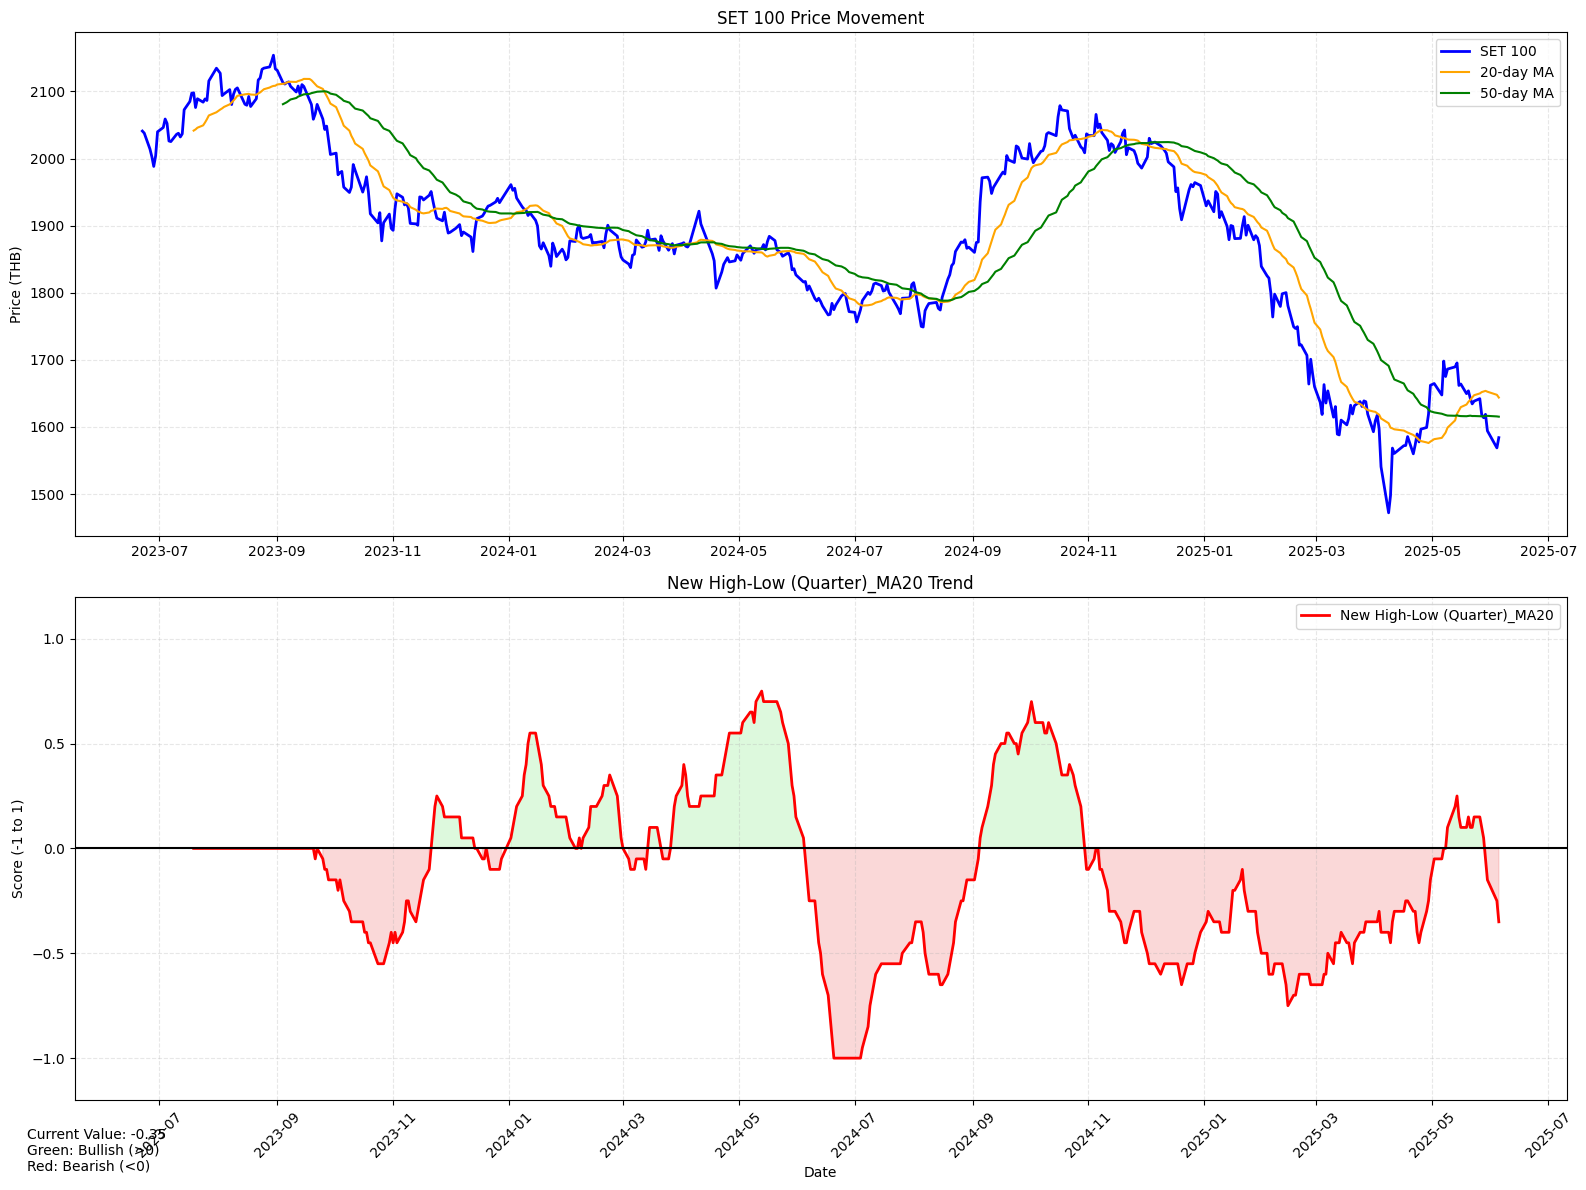 SET 100 Price Movement
SET 100
20-day MA
50-day MA
Price (THB)
2100
2000
1900
1800
1700
1600
1500
2023-07 2023-09 2023-11 2024-01 2024-03 2024-05 2024-07 2024-09 2024-11 2025-01 2025-03 2025-05 2025-07
New High-Low (Quarter)_MA20 Trend
New High-Low (Quarter)_MA20
Score (-1 to 1)
1.0
0.5
0.0
−0.5
−1.0
2023-07 2023-09 2023-11 2024-01 2024-03 2024-05 2024-07 2024-09 2024-11 2025-01 2025-03 2025-05 2025-07
Date
Current Value: -0.35
Green: Bullish (>0)
Red: Bearish (<0)